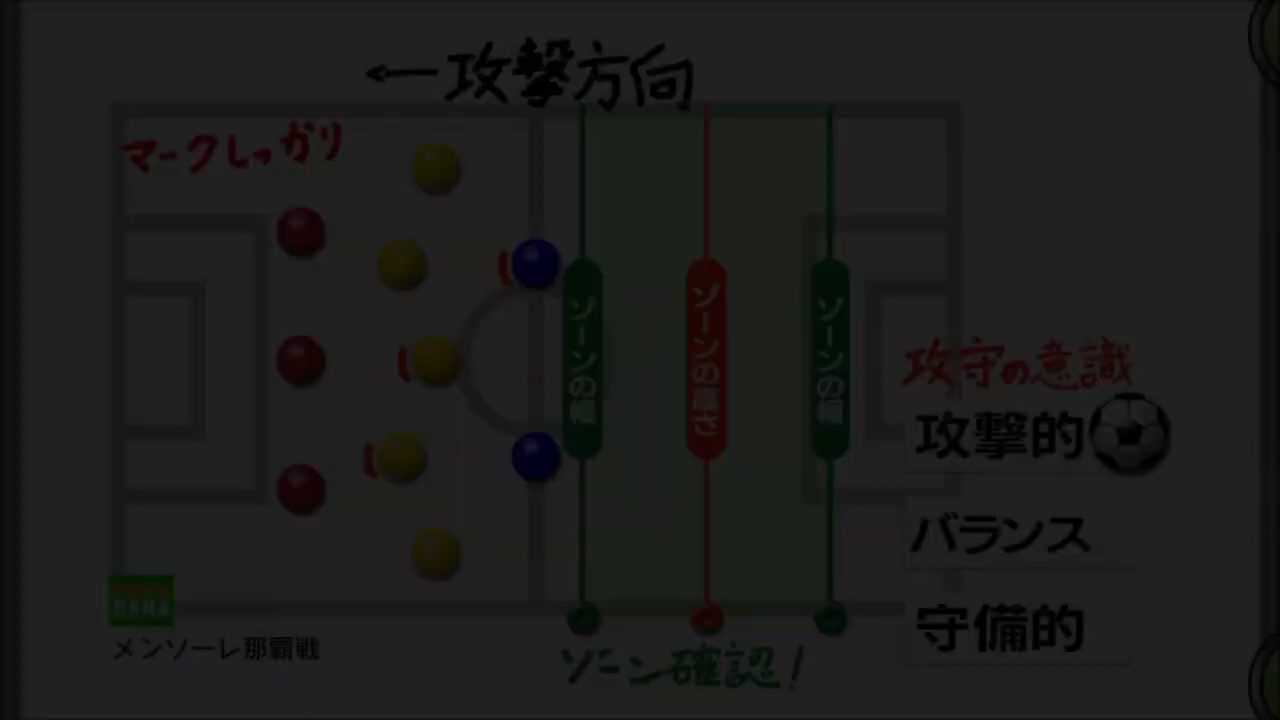 ←攻撃方向
マークしっかり
ゾーンの幅
ゾーンの高さ
ゾーンの幅
攻守の意識
攻撃的
バランス
守備的
NAHA
メンソーレ那覇戦
ゾーン確認!